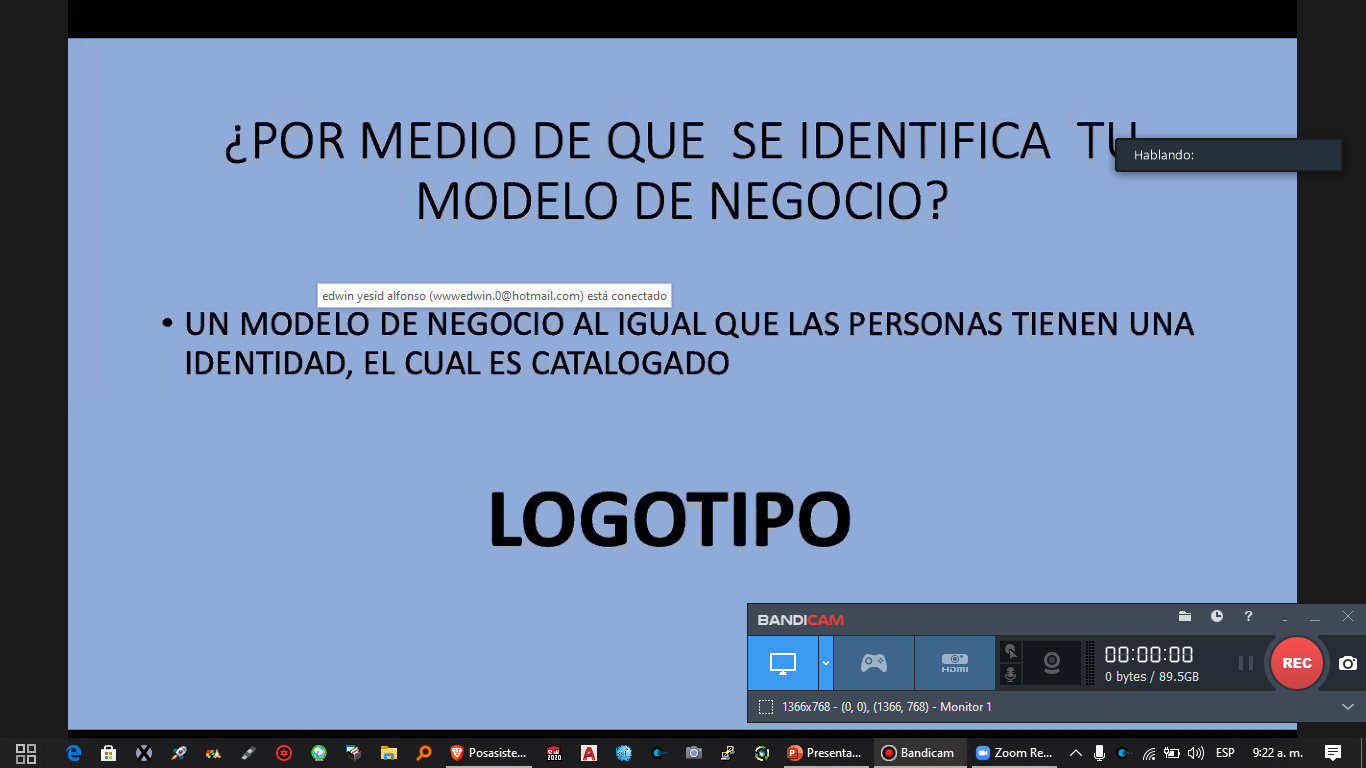 ¿POR MEDIO DE QUE SE IDENTIFICA TU
MODELO DE NEGOCIO?
Hablando:
edwin yesid alfonso (wwwedwin.0@hotmail.com) está conectado
• UN MODELO DE NEGOCIO AL IGUAL QUE LAS PERSONAS TIENEN UNA
IDENTIDAD, EL CUAL ES CATALOGADO
LOGOTIPO
BANDICAM
?
HDMI
00:00:00
0 bytes / 89.5GB
REC
1366x768 - (0, 0), (1366, 768) - Monitor 1
Posasiste...
2020
A
Presenta...
Bandicam
Zoom Re...
ESP
9:22 a. m.